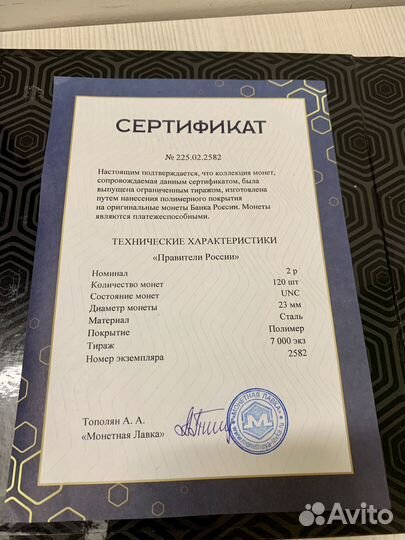 СЕРТИФИКАТ
№ 225.02.2582
Настоящим подтверждается, что коллекция монет,
сопровождаемая данным сертификатом, была
выпущена ограниченным тиражом, изготовлена
путем нанесения полимерного покрытия
на оригинальные монеты Банка России. Монеты
являются платежеспособными.
ТЕХНИЧЕСКИЕ ХАРАКТЕРИСТИКИ
«Правители России»
Номинал 2 р
Количество монет 120 шт
Состояние монет UNC
Диаметр монеты 23 мм
Материал Сталь
Покрытие Полимер
Тираж 7 000 экз
Номер экземпляра 2582
Тополян А. А.
«Монетная Лавка»
МОНЕТНАЯ ЛАВКА
М
Avito